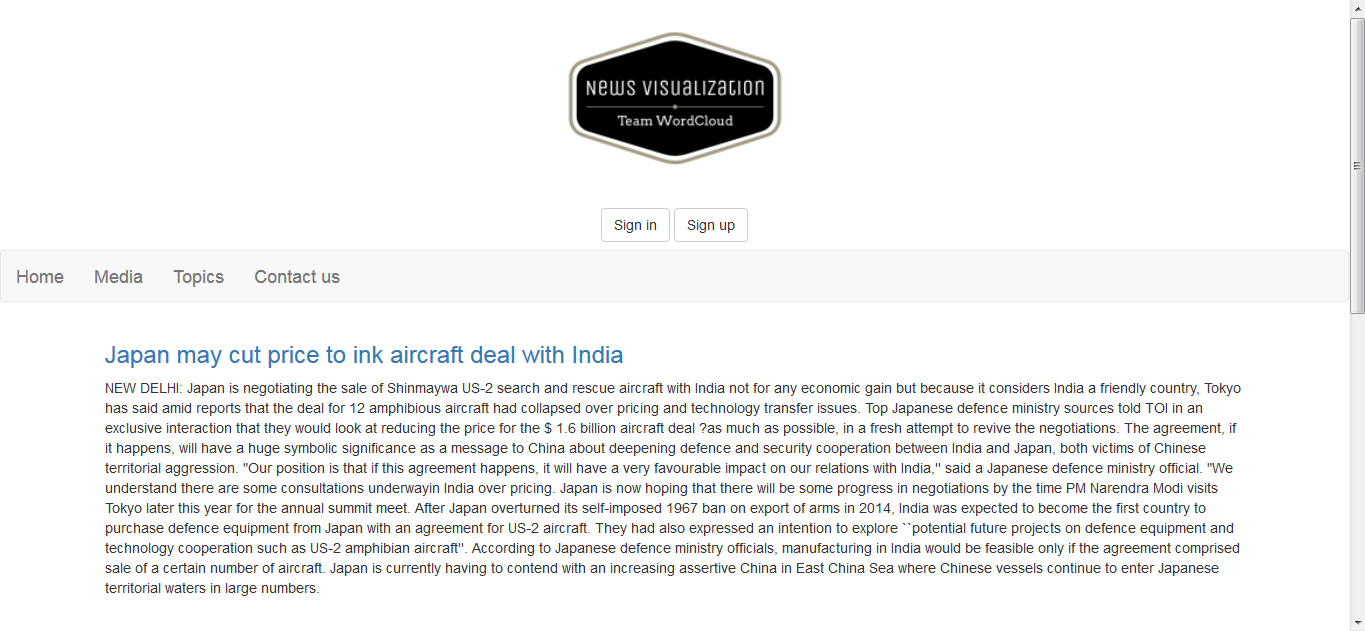 News Visualization
Team WordCloud
Sign in Sign up
Home Media Topics Contact us
Japan may cut price to ink aircraft deal with India
NEW DELHI: Japan is negotiating the sale of Shinmaywa US-2 search and rescue aircraft with India not for any economic gain but because it considers India a friendly country, Tokyo
has said amid reports that the deal for 12 amphibious aircraft had collapsed over pricing and technology transfer issues. Top Japanese defence ministry sources told TOI in an
exclusive interaction that they would look at reducing the price for the $ 1.6 billion aircraft deal ?as much as possible, in a fresh attempt to revive the negotiations. The agreement, if
it happens, will have a huge symbolic significance as a message to China about deepening defence and security cooperation between India and Japan, both victims of Chinese
territorial aggression. "Our position is that if this agreement happens, it will have a very favourable impact on our relations with India,'' said a Japanese defence ministry official. "We
understand there are some consultations underwayin India over pricing. Japan is now hoping that there will be some progress in negotiations by the time PM Narendra Modi visits
Tokyo later this year for the annual summit meet. After Japan overturned its self-imposed 1967 ban on export of arms in 2014, India was expected to become the first country to
purchase defence equipment from Japan with an agreement for US-2 aircraft. They had also expressed an intention to explore ``potential future projects on defence equipment and
technology cooperation such as US-2 amphibian aircraft''. According to Japanese defence ministry officials, manufacturing in India would be feasible only if the agreement comprised
sale of a certain number of aircraft. Japan is currently having to contend with an increasing assertive China in East China Sea where Chinese vessels continue to enter Japanese
territorial waters in large numbers.